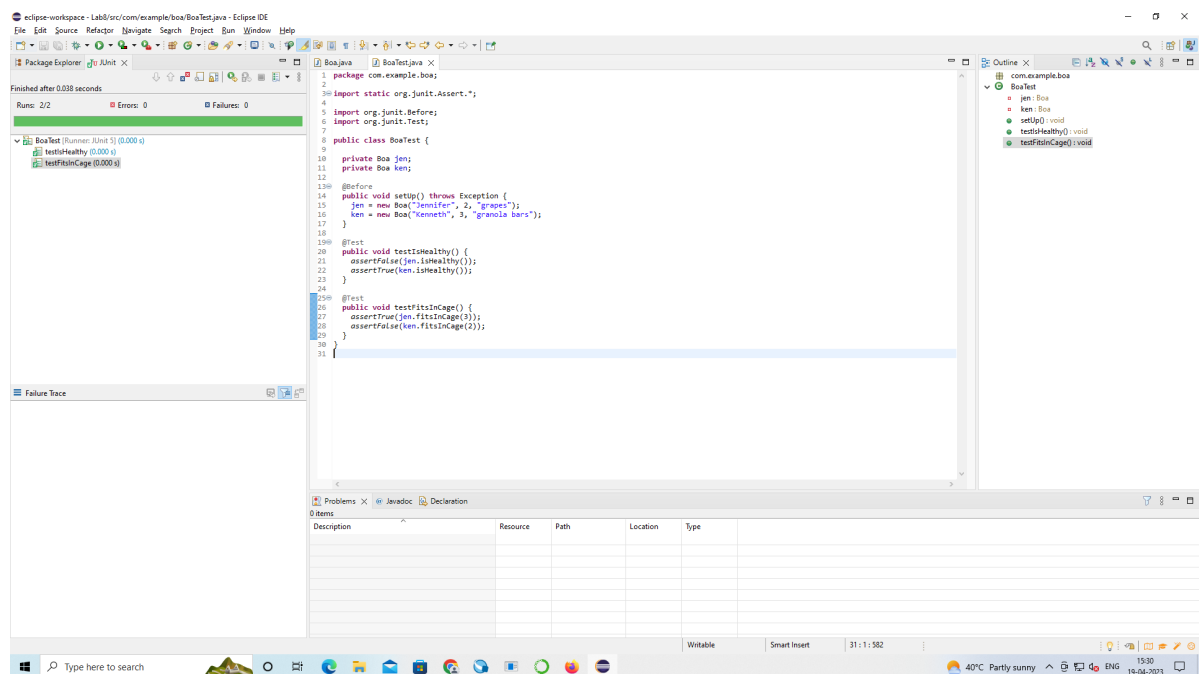 eclipse-workspace - Lab8/src/com/example/boa/BoaTest.java - Eclipse IDE
File Edit Source Refactor Navigate Search Project Run Window Help
Package Explorer JUnit
Finished after 0.038 seconds
Runs: 2/2 Errors: 0 Failures: 0
BoaTest [Runner: JUnit 5] (0.000 s)
testIsHealthy (0.000 s)
testFitsInCage (0.000 s)
Failure Trace
Boa.java BoaTest.java
1 package com.example.boa;
2
3 import static org.junit.Assert.*;
4
5 import org.junit.Before;
6 import org.junit.Test;
7
8 public class BoaTest {
9
10 private Boa jen;
11 private Boa ken;
12
13 @Before
14 public void setUp() throws Exception {
15 jen = new Boa("Jennifer", 2, "grapes");
16 ken = new Boa("Kenneth", 3, "granola bars");
17 }
18
19 @Test
20 public void testIsHealthy() {
21 assertFalse(jen.isHealthy());
22 assertTrue(ken.isHealthy());
23 }
24
25 @Test
26 public void testFitsInCage() {
27 assertTrue(jen.fitsInCage(3));
28 assertFalse(ken.fitsInCage(2));
29 }
30 }
31
Outline
com.example.boa
BoaTest
jen : Boa
ken : Boa
setUp() : void
testIsHealthy() : void
testFitsInCage() : void
Problems Javadoc Declaration
0 items
Description Resource Path Location Type
Writable Smart Insert 31 : 1 : 582
Type here to search
40°C Partly sunny ENG
15:30
19-04-2023